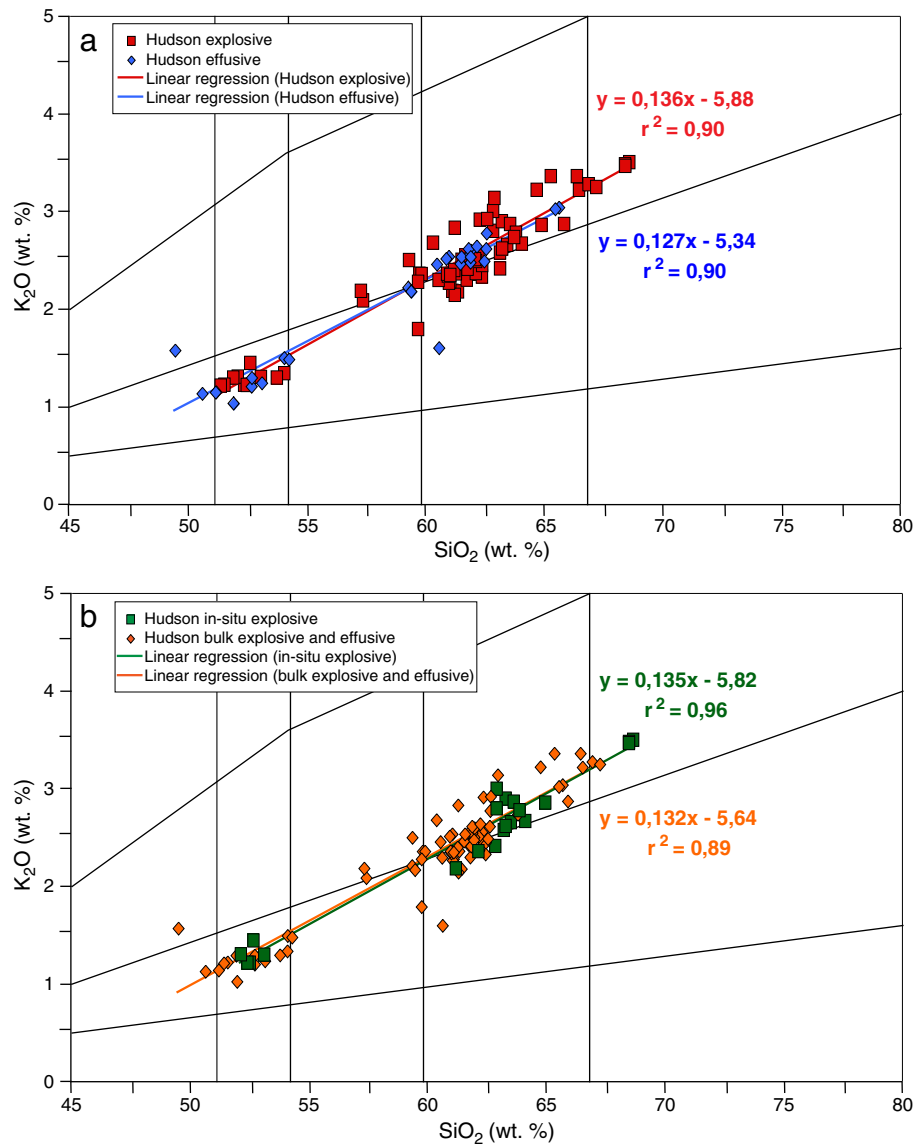 a
Hudson explosive
Hudson effusive
Linear regression (Hudson explosive)
Linear regression (Hudson effusive)
y = 0,136x - 5,88
r² = 0,90
y = 0,127x - 5,34
r² = 0,90
5
4
3
2
1
0
K₂O (wt. %)
45 50 55 60 65 70 75 80
SiO₂ (wt. %)
b
Hudson in-situ explosive
Hudson bulk explosive and effusive
Linear regression (in-situ explosive)
Linear regression (bulk explosive and effusive)
y = 0,135x - 5,82
r² = 0,96
y = 0,132x - 5,64
r² = 0,89
5
4
3
2
1
0
K₂O (wt. %)
45 50 55 60 65 70 75 80
SiO₂ (wt. %)